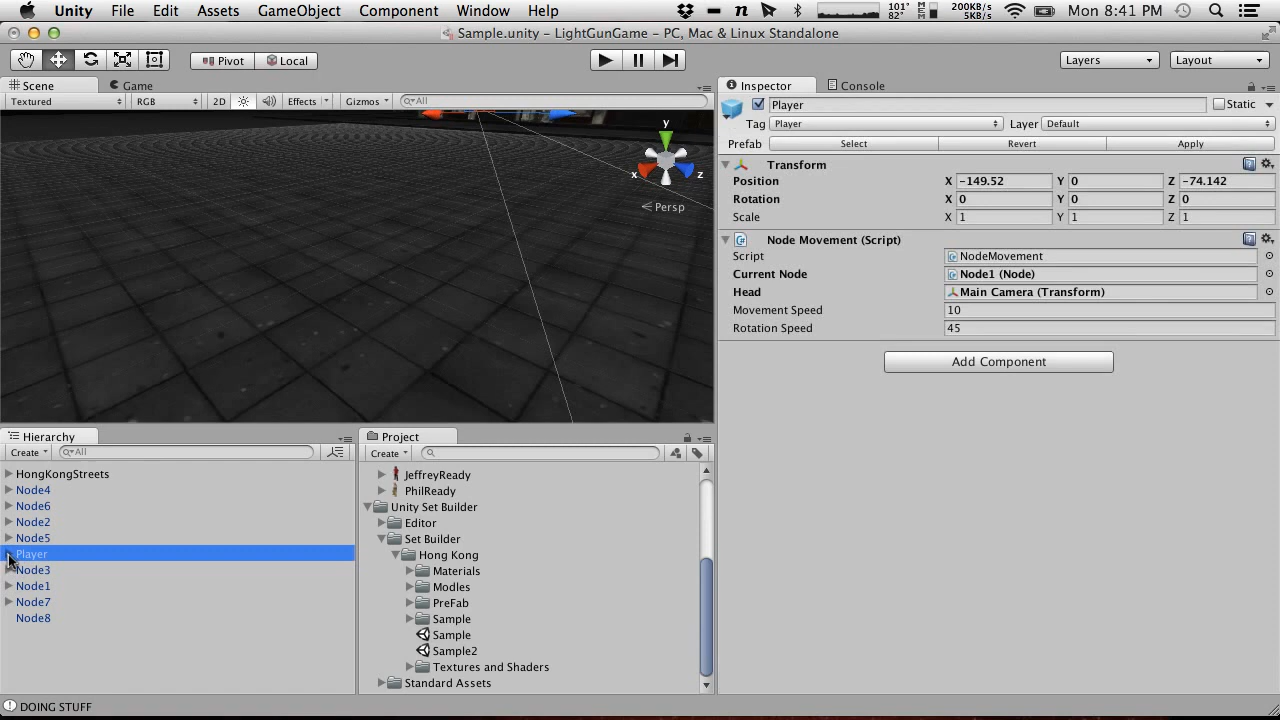 Unity File Edit Assets GameObject Component Window Help 101° 82° 200KB/s 5KB/s Mon 8:41 PM
Sample.unity - LightGunGame - PC, Mac & Linux Standalone
Pivot Local Layers Layout
Scene Game
Textured RGB 2D Effects Gizmos All
y
x z
Persp
Inspector Console
Player Static
Tag Player Layer Default
Prefab Select Revert Apply
Transform
Position X -149.52 Y 0 Z -74.142
Rotation X 0 Y 0 Z 0
Scale X 1 Y 1 Z 1
Node Movement (Script)
Script NodeMovement
Current Node Node1 (Node)
Head Main Camera (Transform)
Movement Speed 10
Rotation Speed 45
Add Component
Hierarchy
Create All
HongKongStreets
Node4
Node6
Node2
Node5
Player
Node3
Node1
Node7
Node8
Project
Create
JeffreyReady
PhilReady
Unity Set Builder
Editor
Set Builder
Hong Kong
Materials
Modles
PreFab
Sample
Sample
Sample2
Textures and Shaders
Standard Assets
DOING STUFF